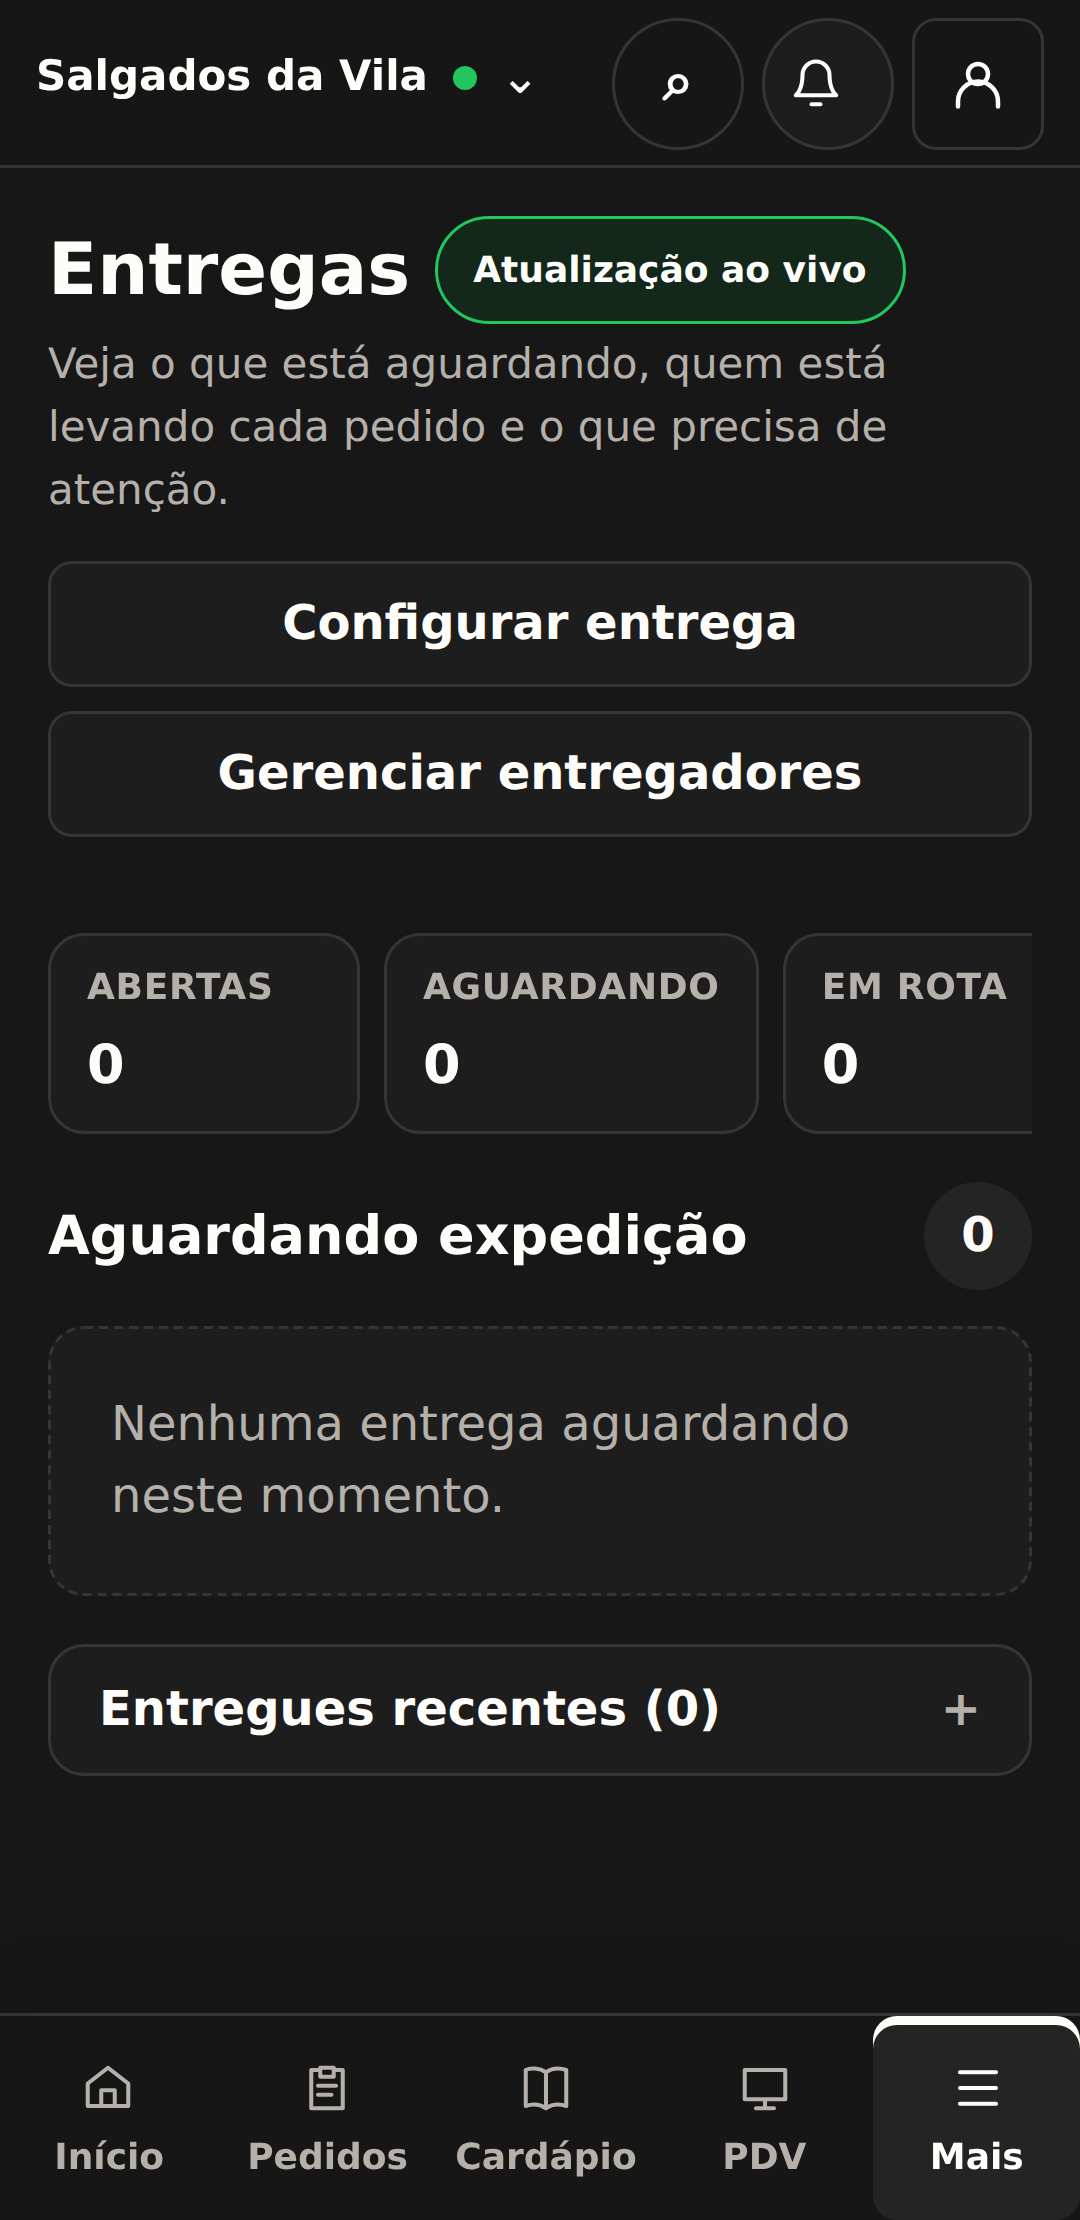 Salgados da Vila
Entregas
Atualização ao vivo
Veja o que está aguardando, quem está
levando cada pedido e o que precisa de
atenção.
Configurar entrega
Gerenciar entregadores
ABERTAS
0
AGUARDANDO
0
EM ROTA
0
Aguardando expedição
0
Nenhuma entrega aguardando
neste momento.
Entregues recentes (0)
+
Início
Pedidos
Cardápio
PDV
Mais